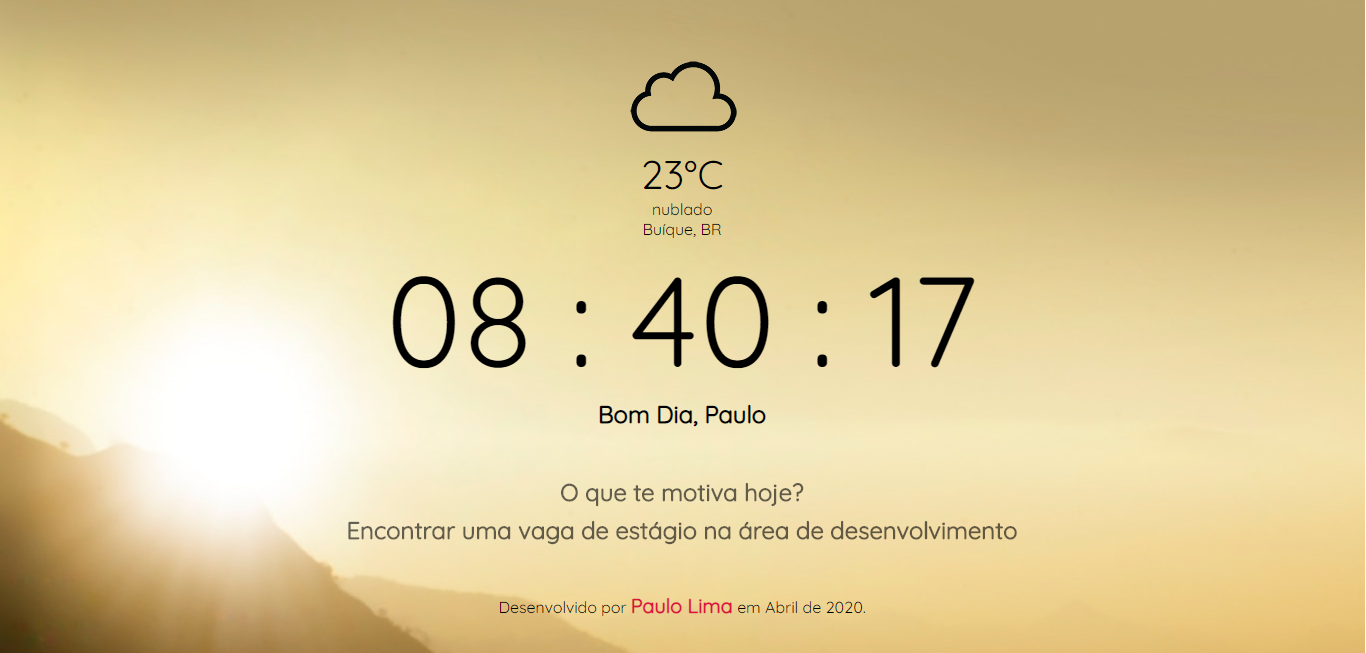 23°C
nublado
Buíque, BR
08 : 40 : 17
Bom Dia, Paulo
O que te motiva hoje?
Encontrar uma vaga de estágio na área de desenvolvimento
Desenvolvido por Paulo Lima em Abril de 2020.